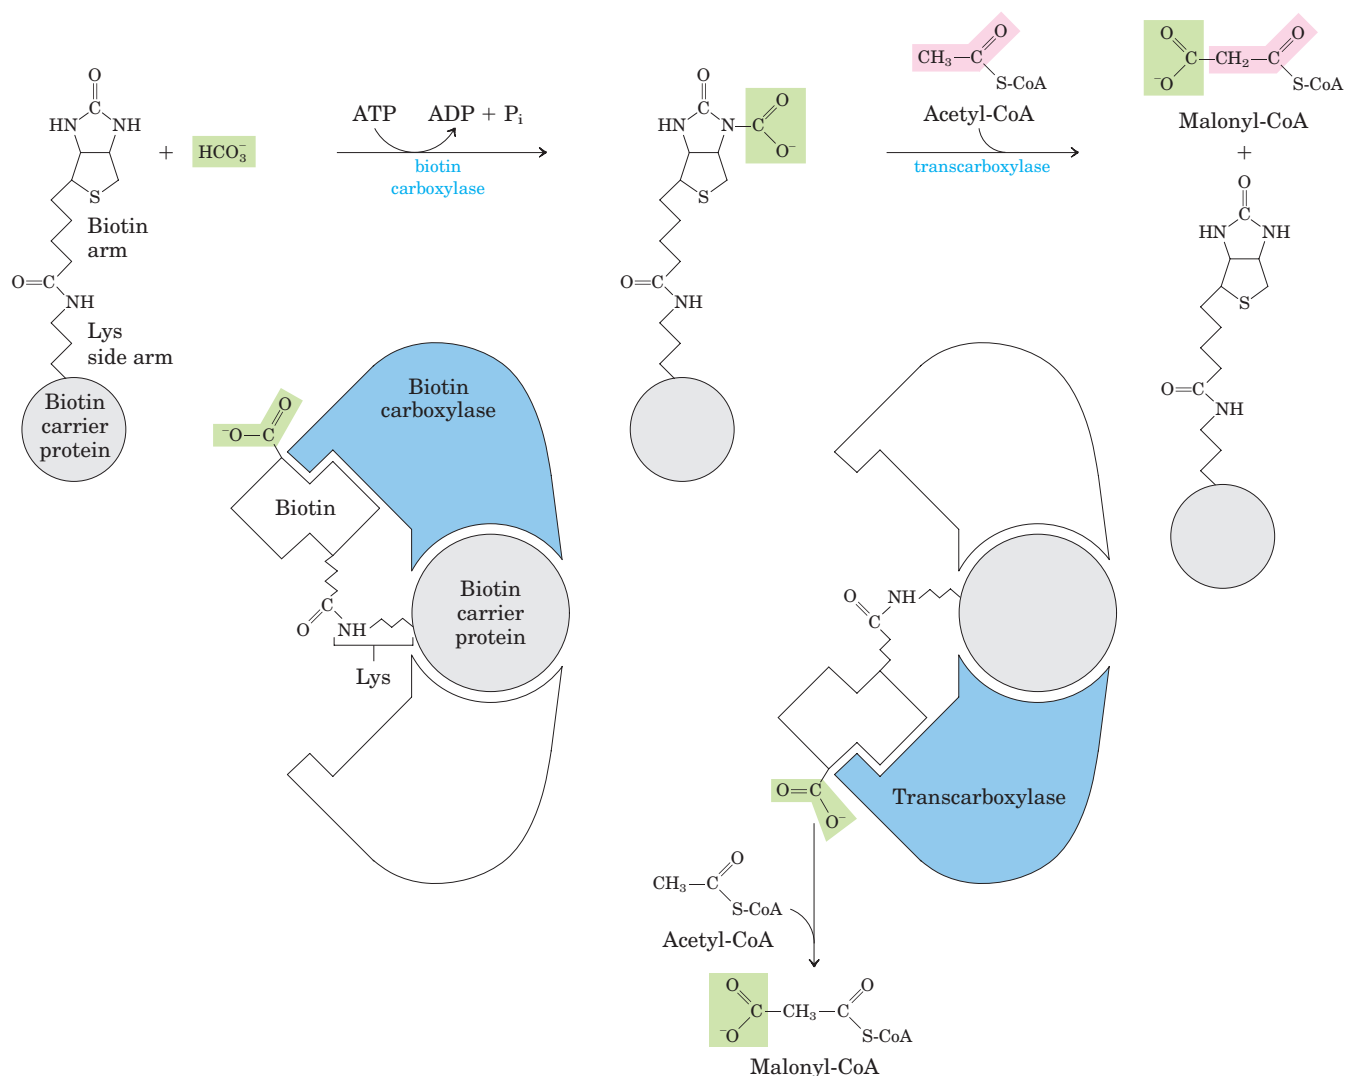 O
C
HN NH
S
Biotin
arm
O=C
NH
Lys
side arm
Biotin
carrier
protein
+
HCO₃⁻
ATP ADP + Pᵢ
biotin
carboxylase
O
C
HN N—C
O
O⁻
S
O=C
NH
O
CH₃—C
S-CoA
Acetyl-CoA
transcarboxylase
O O
C—CH₂—C
⁻O S-CoA
Malonyl-CoA
+
O
C
HN NH
S
O=C
NH
O
⁻O—C
Biotin
carboxylase
Biotin
C
O
NH
Lys
Biotin
carrier
protein
O
NH
C
O=C
O⁻
Transcarboxylase
O
CH₃—C
S-CoA
Acetyl-CoA
O O
C—CH₃—C
⁻O S-CoA
Malonyl-CoA